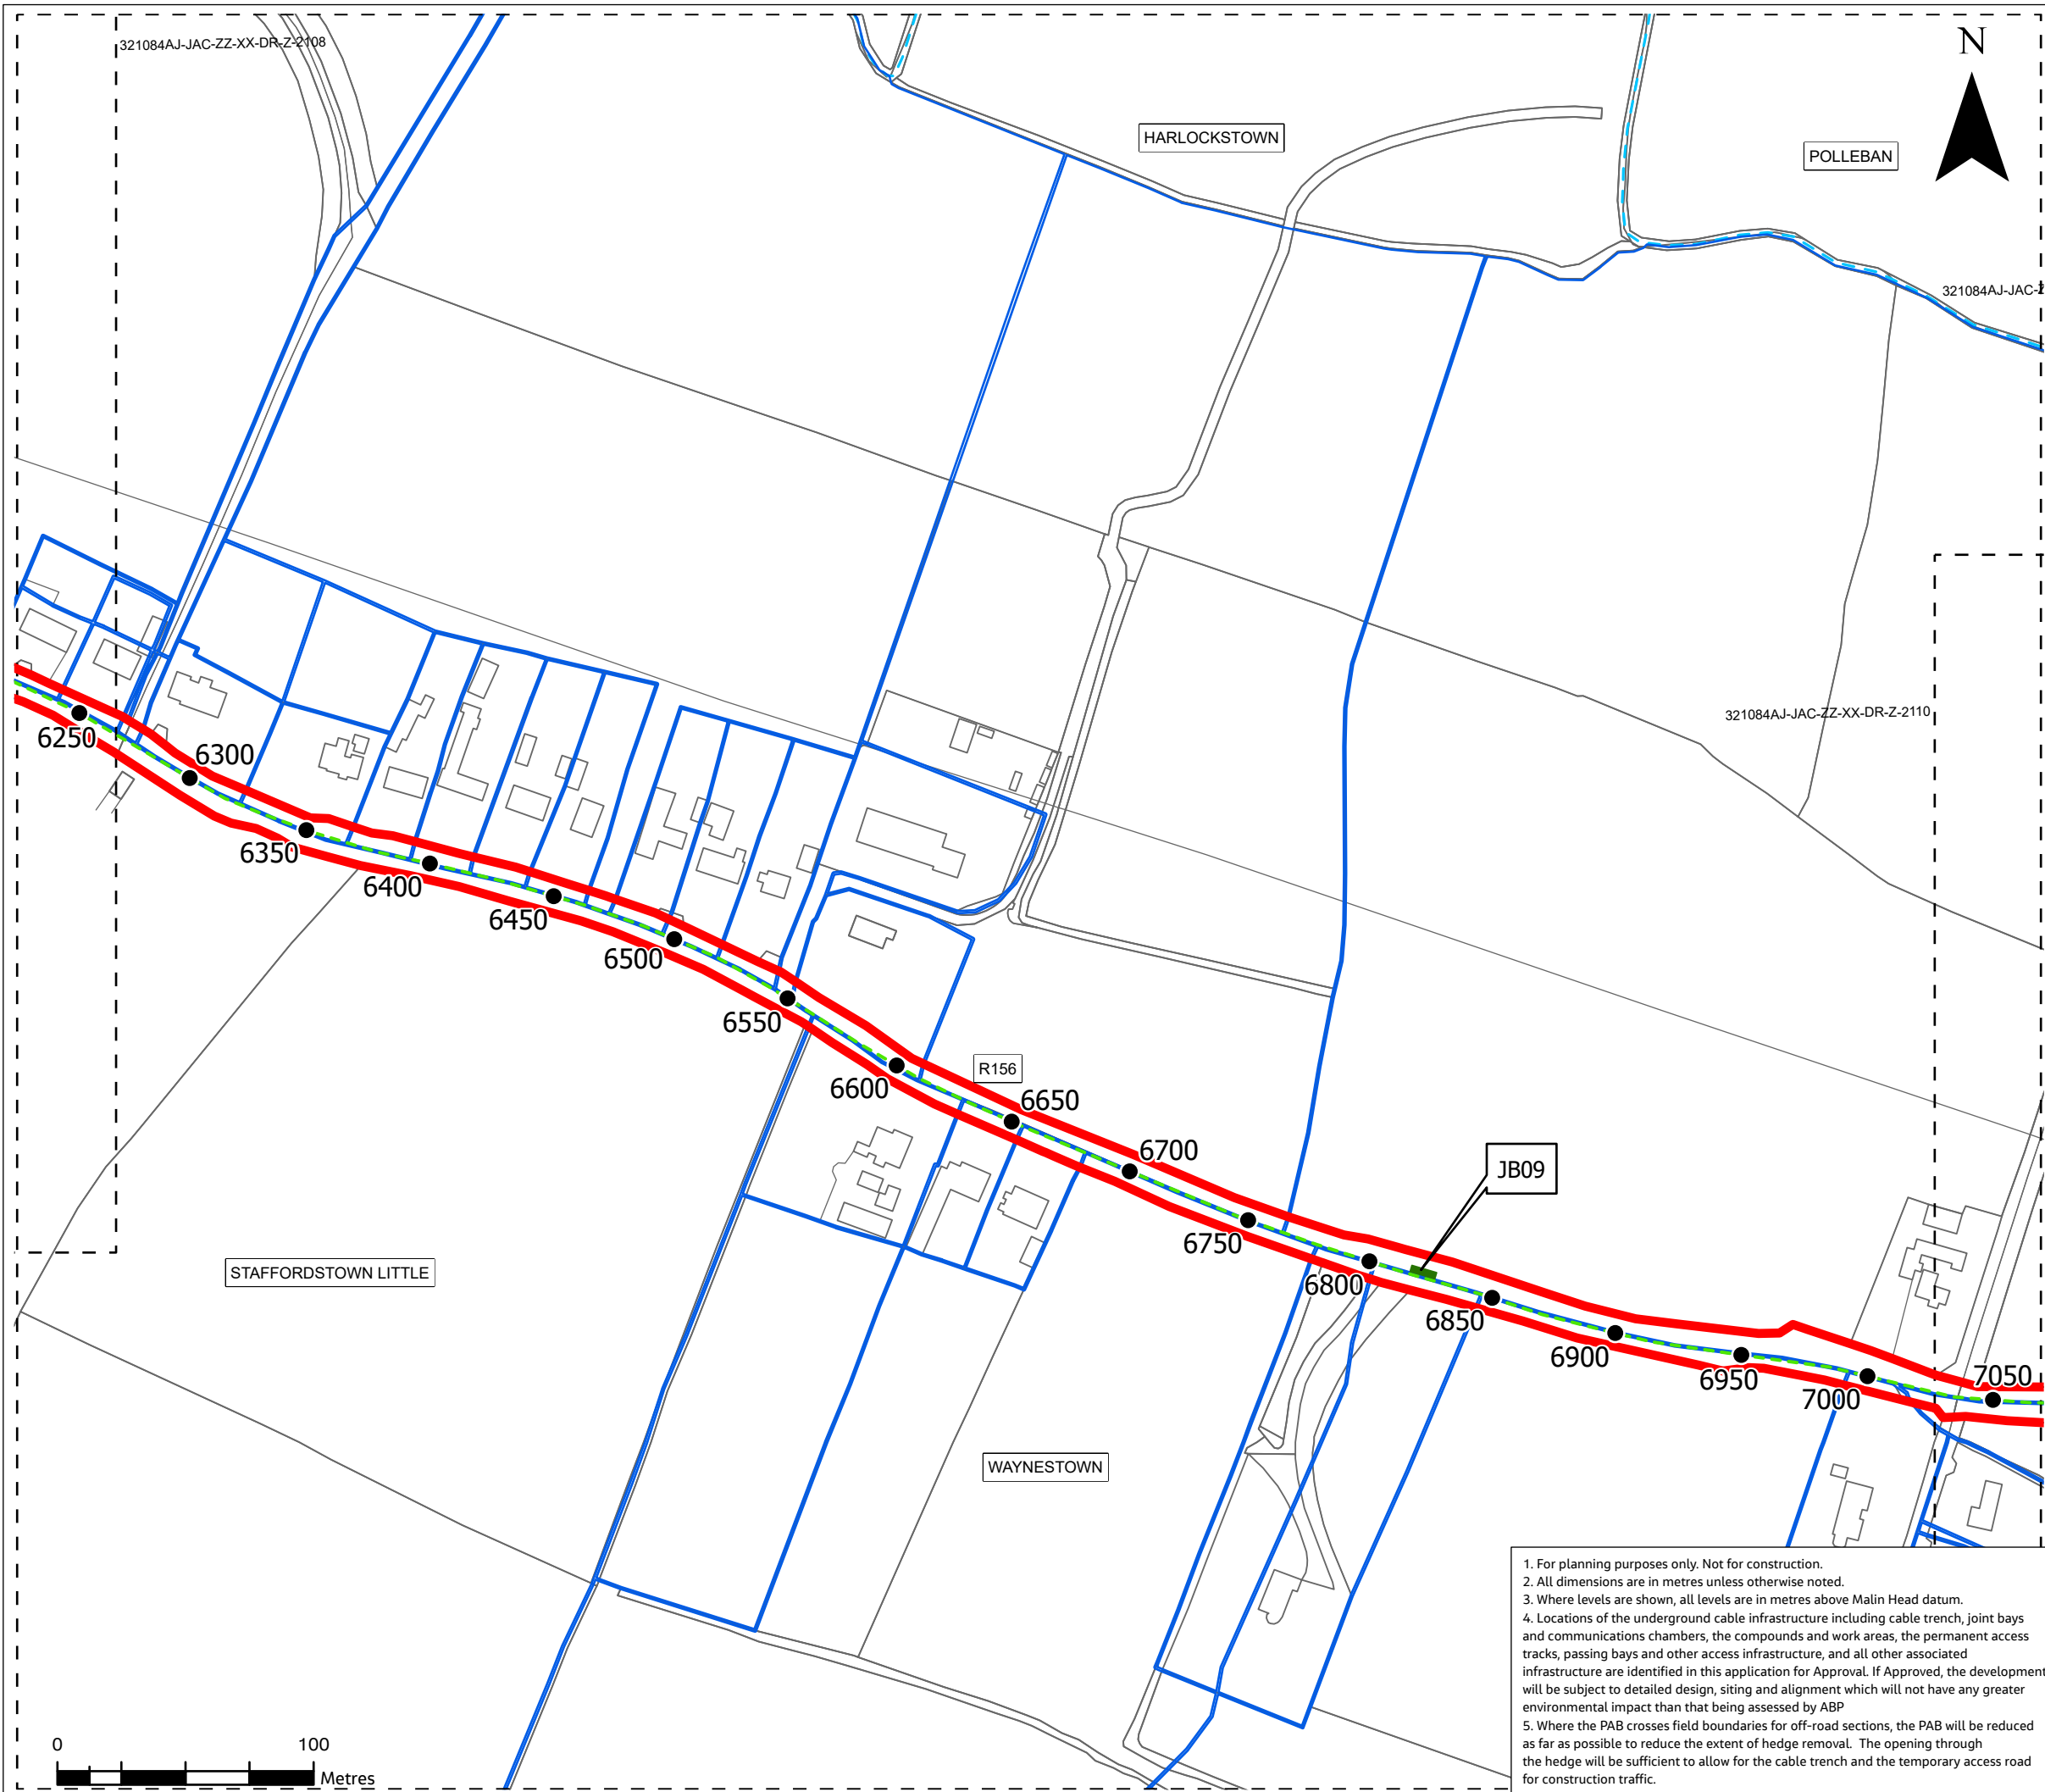 321084AJ-JAC-ZZ-XX-DR-Z-2108
N
HARLOCKSTOWN
POLLEBAN
321084AJ-JAC-Z
321084AJ-JAC-ZZ-XX-DR-Z-2110
6250
6300
6350
6400
6450
6500
6550
6600
R156
6650
6700
6750
JB09
6800
6850
6900
6950
7000
7050
STAFFORDSTOWN LITTLE
WAYNESTOWN
0 100
Metres
1. For planning purposes only. Not for construction.
2. All dimensions are in metres unless otherwise noted.
3. Where levels are shown, all levels are in metres above Malin Head datum.
4. Locations of the underground cable infrastructure including cable trench, joint bays
and communications chambers, the compounds and work areas, the permanent access
tracks, passing bays and other access infrastructure, and all other associated
infrastructure are identified in this application for Approval. If Approved, the development
will be subject to detailed design, siting and alignment which will not have any greater
environmental impact than that being assessed by ABP
5. Where the PAB crosses field boundaries for off-road sections, the PAB will be reduced
as far as possible to reduce the extent of hedge removal. The opening through
the hedge will be sufficient to allow for the cable trench and the temporary access road
for construction traffic.